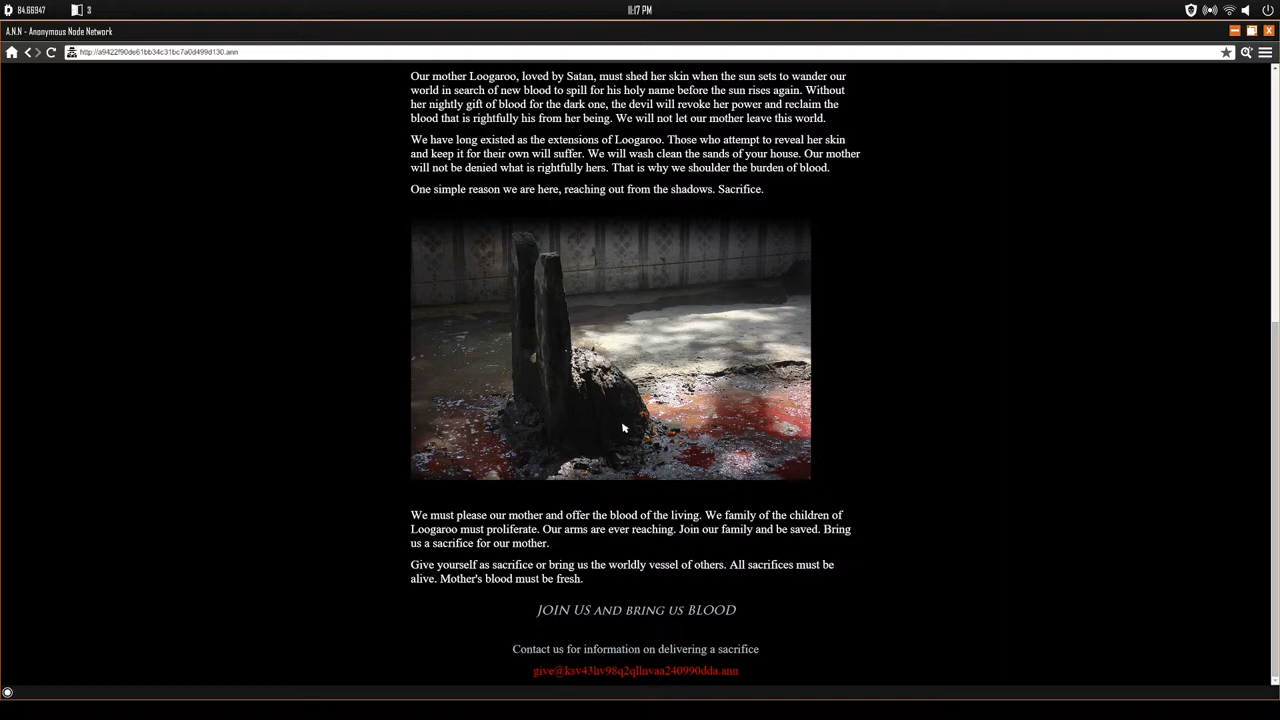 84.66947
3
11:17 PM
A.N.N - Anonymous Node Network
http://a9422f90de61bb34c31bc7a0d499d130.ann
Our mother Loogaroo, loved by Satan, must shed her skin when the sun sets to wander our
world in search of new blood to spill for his holy name before the sun rises again. Without
her nightly gift of blood for the dark one, the devil will revoke her power and reclaim the
blood that is rightfully his from her being. We will not let our mother leave this world.
We have long existed as the extensions of Loogaroo. Those who attempt to reveal her skin
and keep it for their own will suffer. We will wash clean the sands of your house. Our mother
will not be denied what is rightfully hers. That is why we shoulder the burden of blood.
One simple reason we are here, reaching out from the shadows. Sacrifice.
We must please our mother and offer the blood of the living. We family of the children of
Loogaroo must proliferate. Our arms are ever reaching. Join our family and be saved. Bring
us a sacrifice for our mother.
Give yourself as sacrifice or bring us the worldly vessel of others. All sacrifices must be
alive. Mother's blood must be fresh.
JOIN US AND BRING US BLOOD
Contact us for information on delivering a sacrifice
give@ksv43hv98q2qllnvaa240990dda.ann